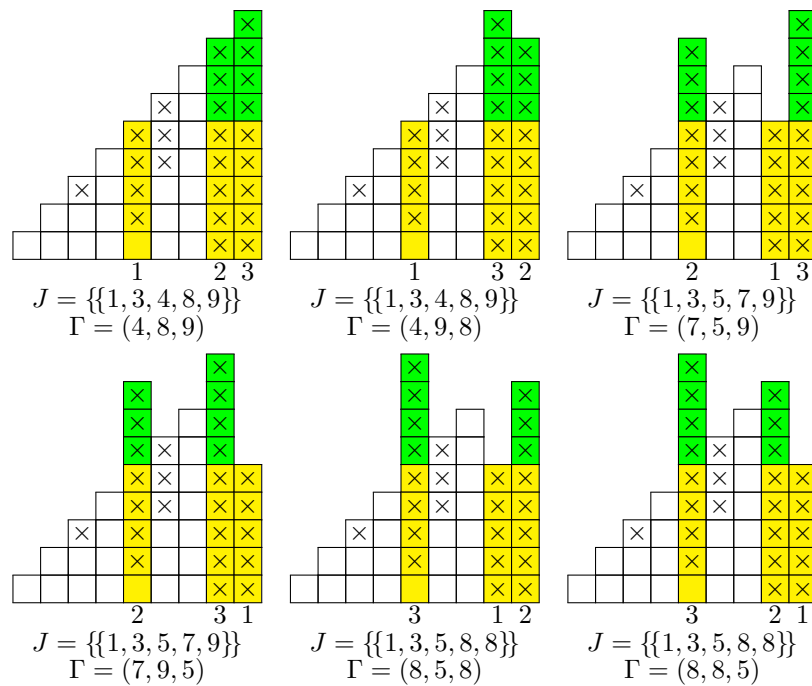 1 2 3
J = {{1, 3, 4, 8, 9}}
Γ = (4, 8, 9)
1 3 2
J = {{1, 3, 4, 8, 9}}
Γ = (4, 9, 8)
2 1 3
J = {{1, 3, 5, 7, 9}}
Γ = (7, 5, 9)
2 3 1
J = {{1, 3, 5, 7, 9}}
Γ = (7, 9, 5)
3 1 2
J = {{1, 3, 5, 8, 8}}
Γ = (8, 5, 8)
3 2 1
J = {{1, 3, 5, 8, 8}}
Γ = (8, 8, 5)